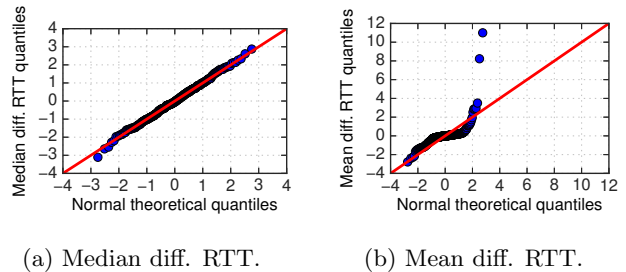 4
3
2
1
0
−1
−2
−3
−4
Median diff. RTT quantiles
−4 −3 −2 −1 0 1 2 3 4
Normal theoretical quantiles
(a) Median diff. RTT.
12
10
8
6
4
2
0
−2
−4
Mean diff. RTT quantiles
−4 −2 0 2 4 6 8 10 12
Normal theoretical quantiles
(b) Mean diff. RTT.